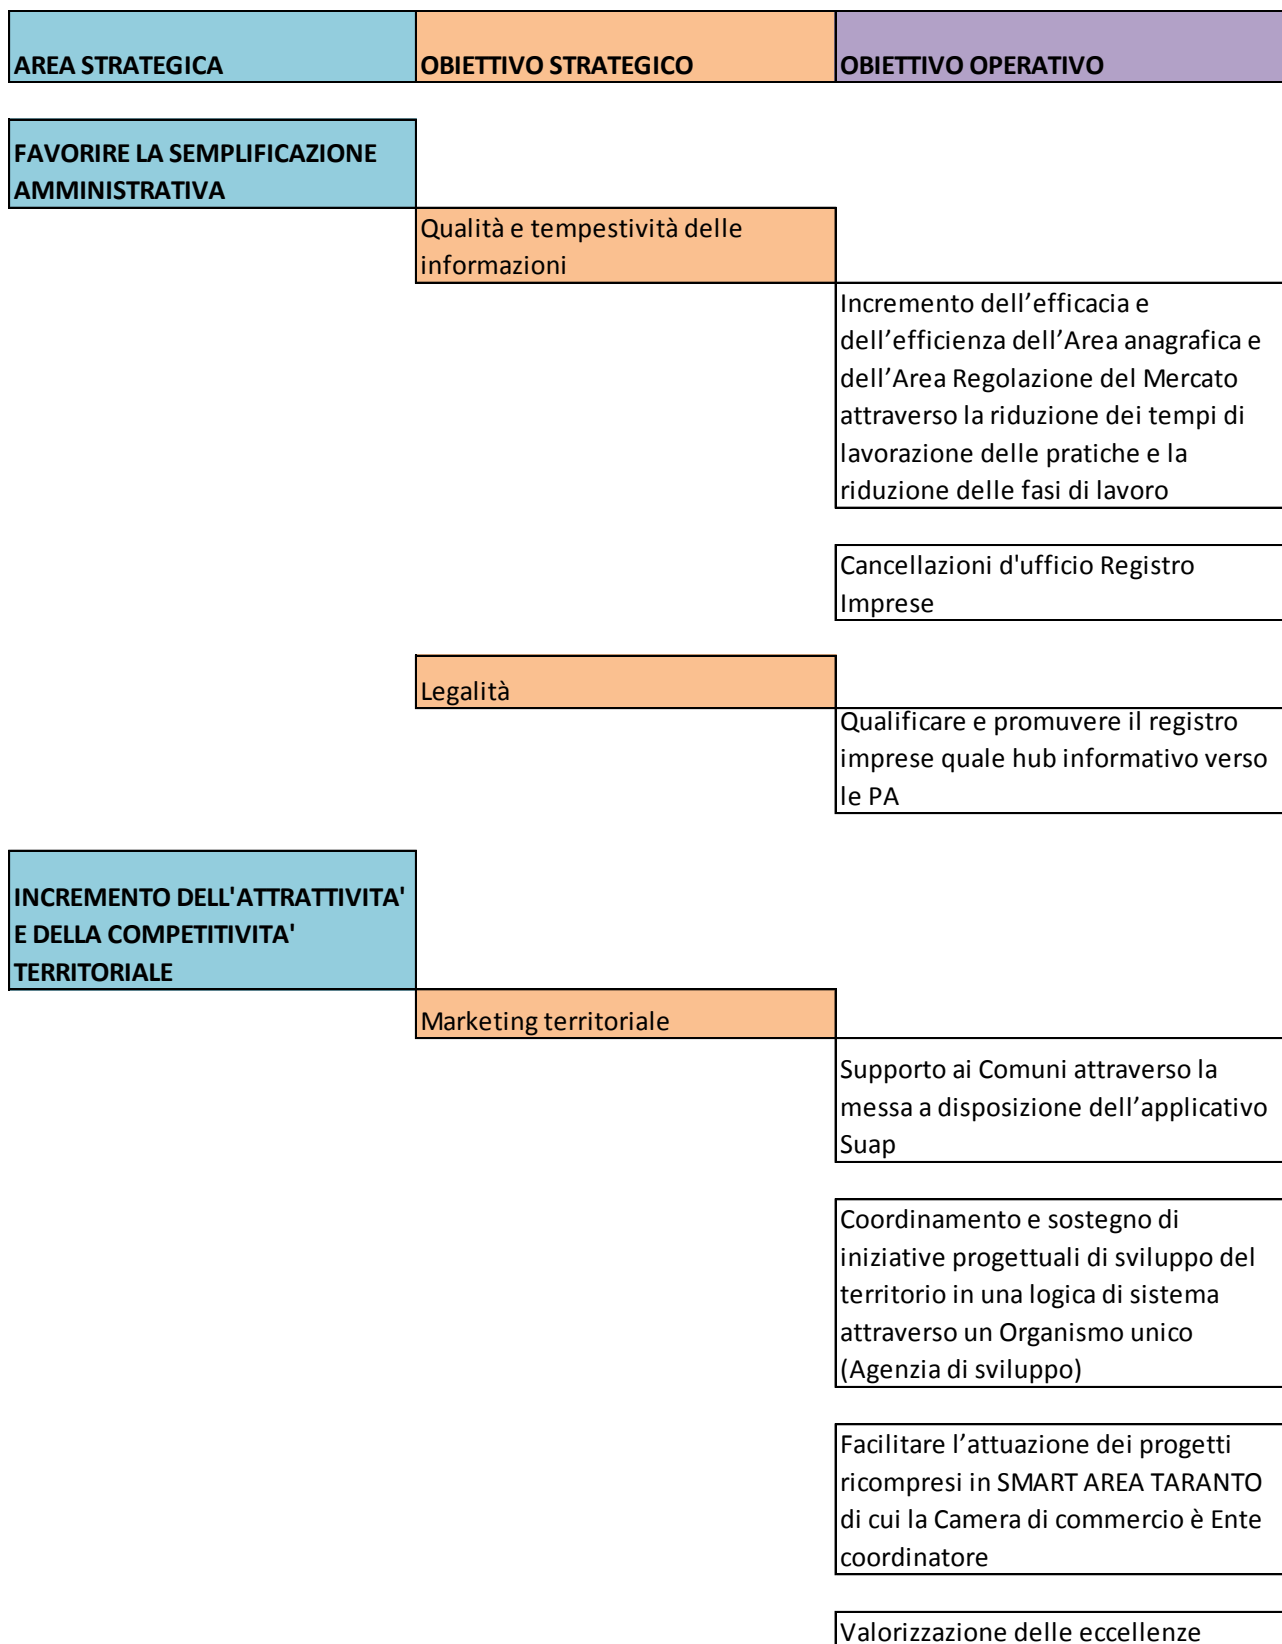 AREA STRATEGICA OBIETTIVO STRATEGICO OBIETTIVO OPERATIVO
FAVORIRE LA SEMPLIFICAZIONE
AMMINISTRATIVA
Qualità e tempestività delle
informazioni
Incremento dell’efficacia e
dell’efficienza dell’Area anagrafica e
dell’Area Regolazione del Mercato
attraverso la riduzione dei tempi di
lavorazione delle pratiche e la
riduzione delle fasi di lavoro
Cancellazioni d'ufficio Registro
Imprese
Legalità
Qualificare e promuvere il registro
imprese quale hub informativo verso
le PA
INCREMENTO DELL'ATTRATTIVITA'
E DELLA COMPETITIVITA'
TERRITORIALE
Marketing territoriale
Supporto ai Comuni attraverso la
messa a disposizione dell’applicativo
Suap
Coordinamento e sostegno di
iniziative progettuali di sviluppo del
territorio in una logica di sistema
attraverso un Organismo unico
(Agenzia di sviluppo)
Facilitare l’attuazione dei progetti
ricompresi in SMART AREA TARANTO
di cui la Camera di commercio è Ente
coordinatore
Valorizzazione delle eccellenze